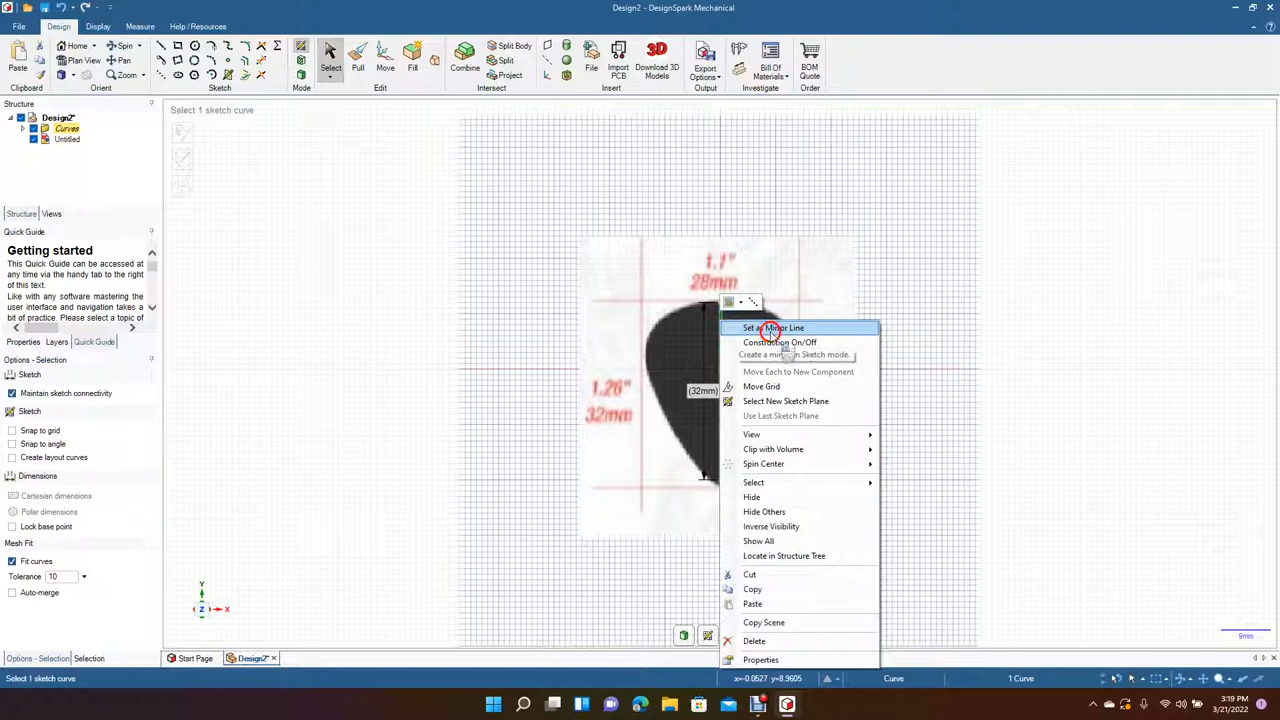 Design2 - DesignSpark Mechanical
File Design Display Measure Help / Resources
Paste Home Spin Plan View Pan Zoom Select Pull Move Fill Combine Split Body Split Project File Import PCB Download 3D Models Export Options Bill Of Materials BOM Quote
Clipboard Orient Sketch Mode Edit Intersect Insert Output Investigate Order
Structure
Design2*
Curves
Untitled
Structure Views
Quick Guide
Getting started
This Quick Guide can be accessed at
any time via the handy tab to the right
of this text.
Like with any software mastering the
user interface and navigation takes a
bit of time. Please select a topic of
Properties Layers Quick Guide
Options - Selection
Sketch
Maintain sketch connectivity
Sketch
Snap to grid
Snap to angle
Create layout curves
Dimensions
Cartesian dimensions
Polar dimensions
Lock base point
Mesh Fit
Fit curves
Tolerance 10
Auto-merge
Options - Selection Selection
Select 1 sketch curve
Select 1 sketch curve
1.1"
28mm
1.26"
32mm
(32mm)
Set as Mirror Line
Construction On/Off
Move Each to New Component
Move Grid
Select New Sketch Plane
Use Last Sketch Plane
View
Clip with Volume
Spin Center
Select
Hide
Hide Others
Inverse Visibility
Show All
Locate in Structure Tree
Cut
Copy
Paste
Copy Scene
Delete
Properties
Y
Z X
9mm
Start Page Design2*
x=-0.0527 y=8.9605 Curve 1 Curve
3:19 PM
3/21/2022